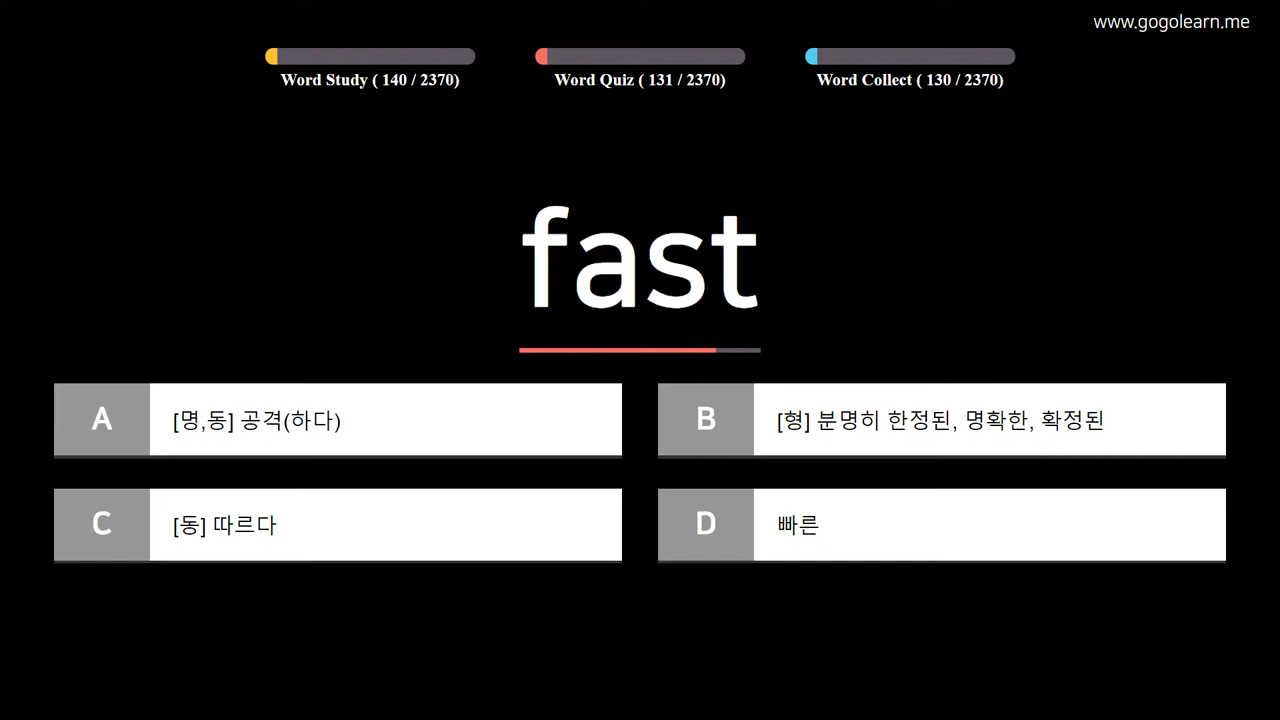 www.gogolearn.me
Word Study ( 140 / 2370)
Word Quiz ( 131 / 2370)
Word Collect ( 130 / 2370)
fast
A [명,동] 공격(하다)
B [형] 분명히 한정된, 명확한, 확정된
C [동] 따르다
D 빠른